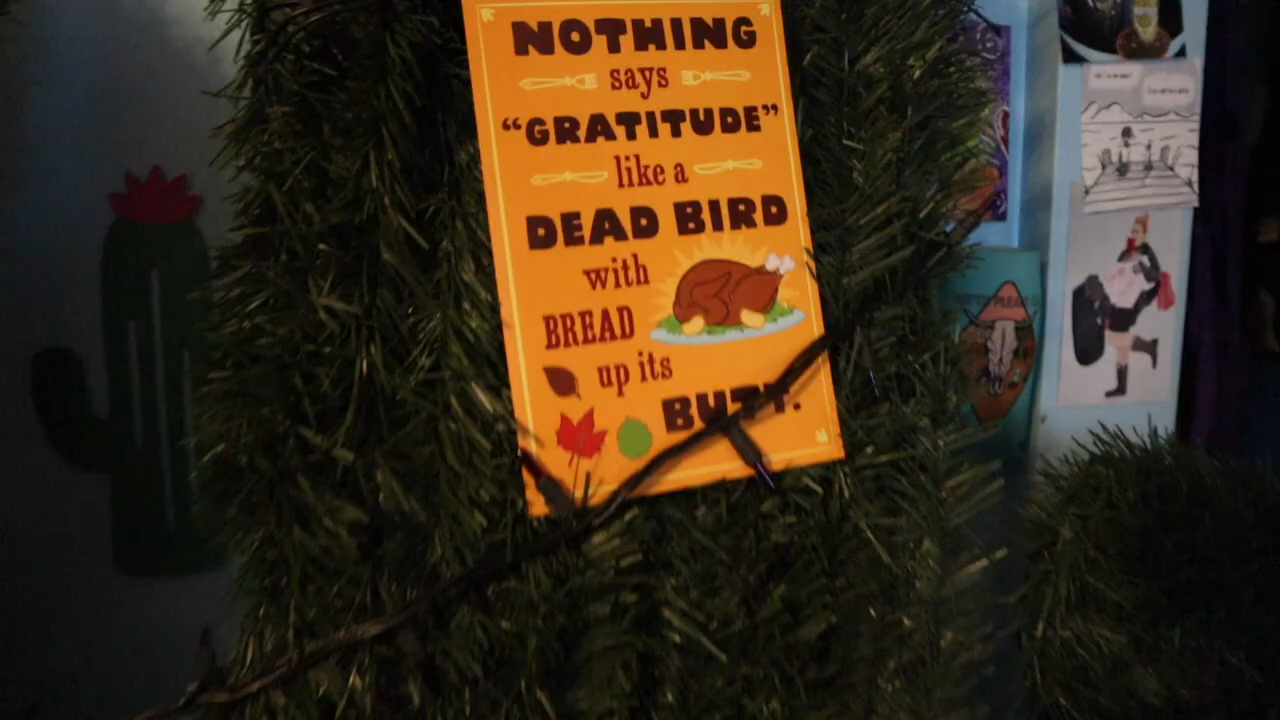 NOTHING
says
“GRATITUDE”
like a
DEAD BIRD
with
BREAD
up its
BUTT.